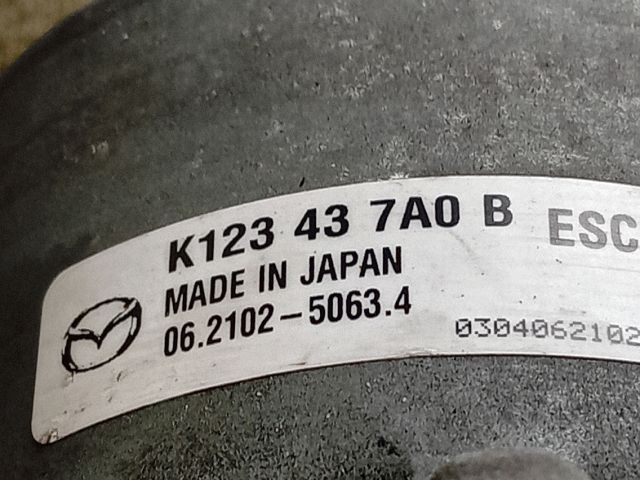 K123 43 7A0 B ESC
MADE IN JAPAN
06.2102-5063.4
0304062102